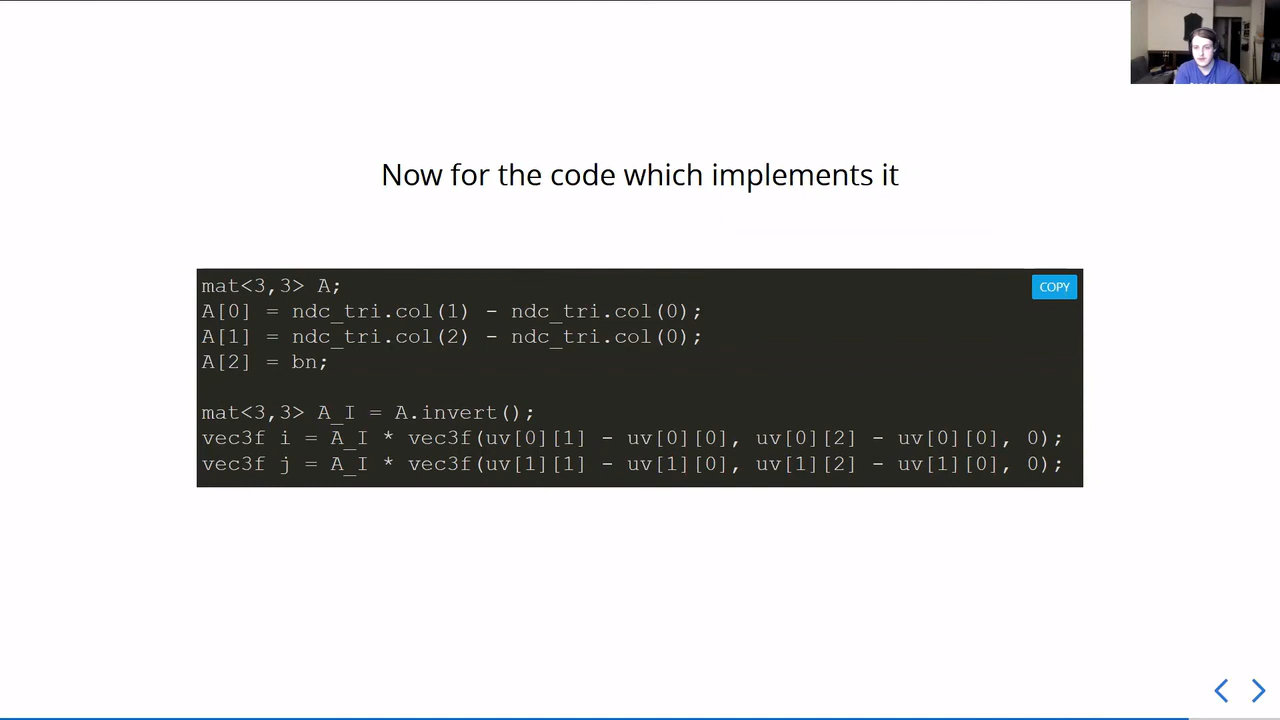 Now for the code which implements it
COPY
mat<3,3> A;
A[0] = ndc_tri.col(1) - ndc_tri.col(0);
A[1] = ndc_tri.col(2) - ndc_tri.col(0);
A[2] = bn;
mat<3,3> A_I = A.invert();
vec3f i = A_I * vec3f(uv[0][1] - uv[0][0], uv[0][2] - uv[0][0], 0);
vec3f j = A_I * vec3f(uv[1][1] - uv[1][0], uv[1][2] - uv[1][0], 0);